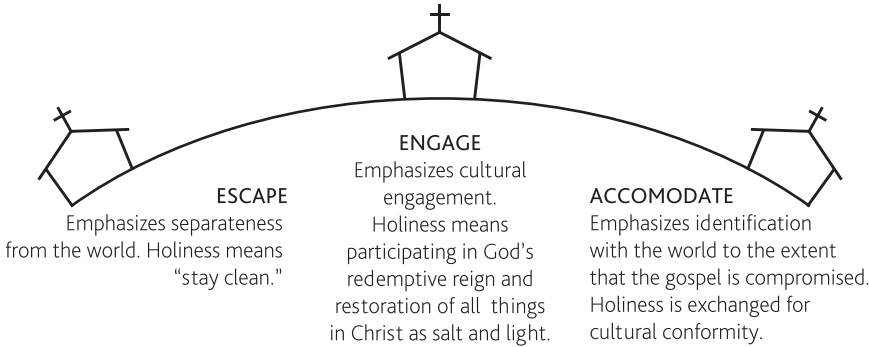 ESCAPE
Emphasizes separateness
from the world. Holiness means
“stay clean.”
ENGAGE
Emphasizes cultural
engagement.
Holiness means
participating in God’s
redemptive reign and
restoration of all things
in Christ as salt and light.
ACCOMODATE
Emphasizes identification
with the world to the extent
that the gospel is compromised.
Holiness is exchanged for
cultural conformity.